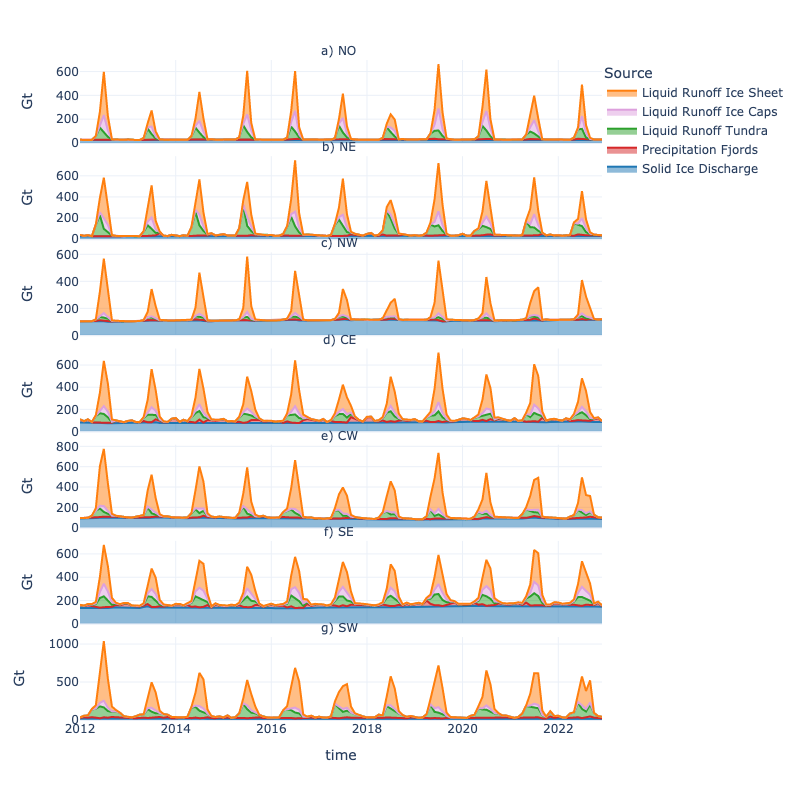 a) NO
Gt
600
400
200
0
b) NE
Gt
600
400
200
0
c) NW
Gt
600
400
200
0
d) CE
Gt
600
400
200
0
e) CW
Gt
800
600
400
200
0
f) SE
Gt
600
400
200
0
g) SW
Gt
1000
500
0
2012 2014 2016 2018 2020 2022
time
Source
Liquid Runoff Ice Sheet
Liquid Runoff Ice Caps
Liquid Runoff Tundra
Precipitation Fjords
Solid Ice Discharge